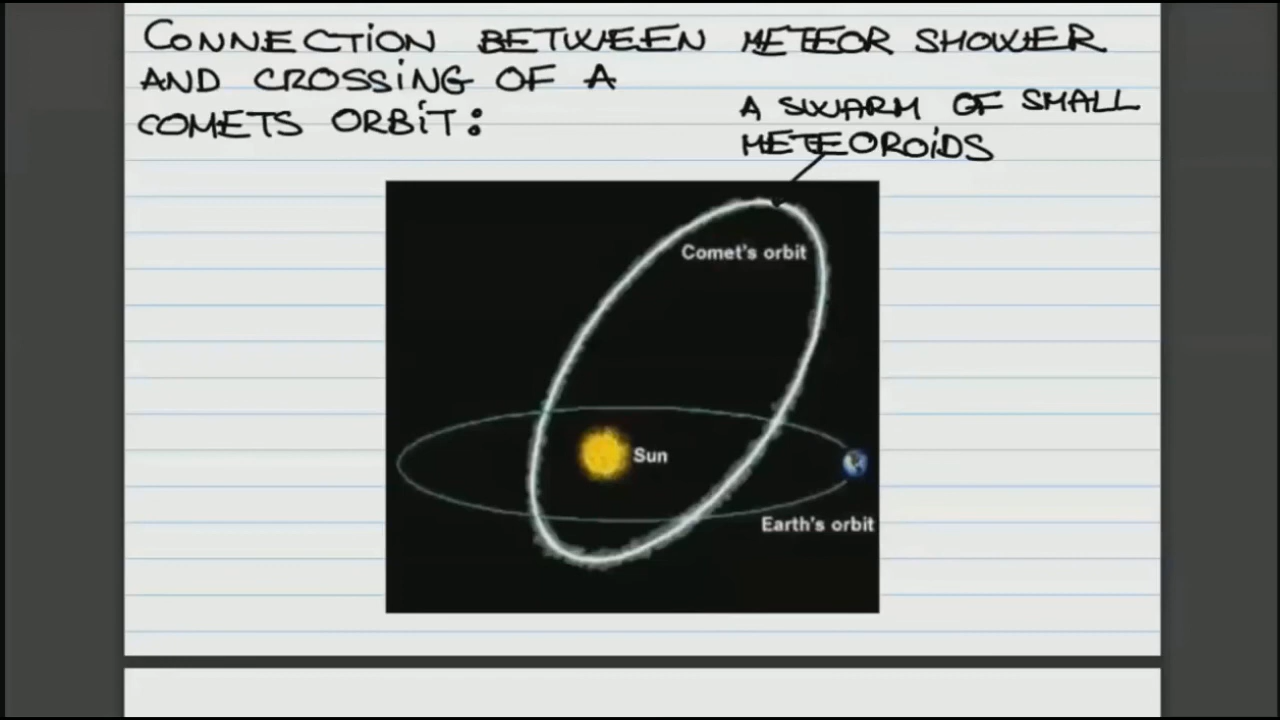 CONNECTION BETWEEN METEOR SHOWER
AND CROSSING OF A
COMETS ORBIT:
A SWARM OF SMALL
METEOROIDS
Comet's orbit
Sun
Earth's orbit